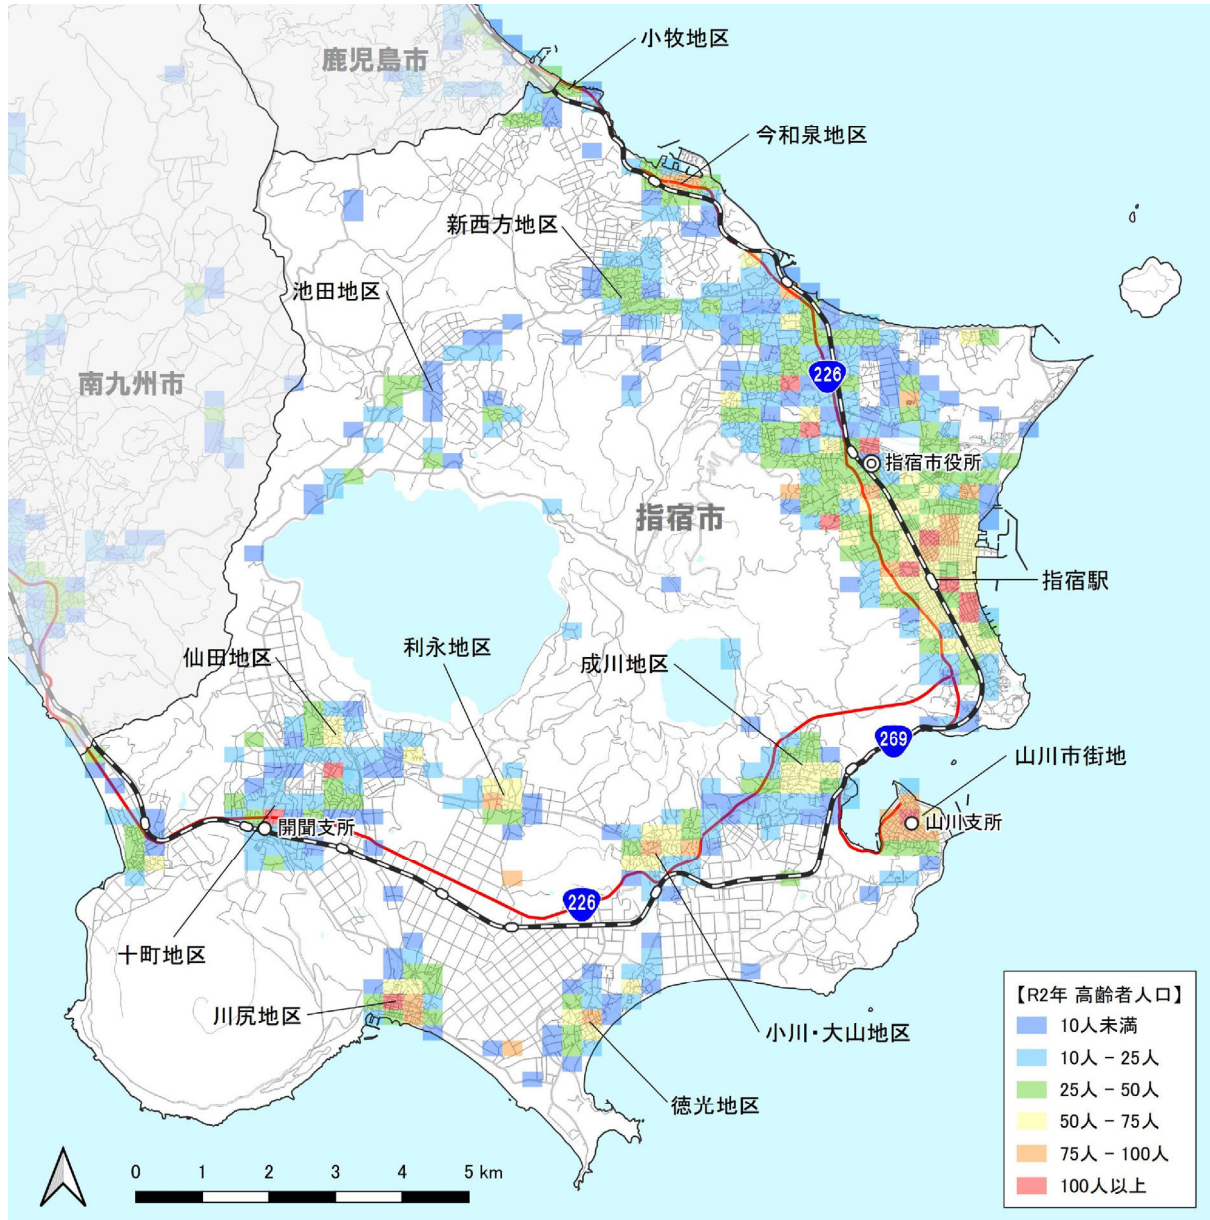 小牧地区
鹿児島市
今和泉地区
新西方地区
池田地区
南九州市
226
指宿市役所
指宿市
指宿駅
仙田地区
利永地区
成川地区
269
山川市街地
開聞支所
山川支所
226
十町地区
川尻地区
小川・大山地区
徳光地区
【R2年 高齢者人口】
10人未満
10人 - 25人
25人 - 50人
50人 - 75人
75人 - 100人
100人以上
0 1 2 3 4 5 km